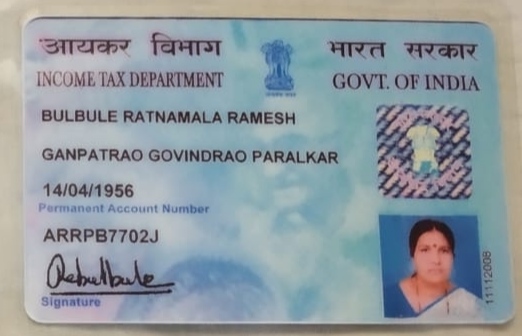 आयकर विभाग भारत सरकार
INCOME TAX DEPARTMENT GOVT. OF INDIA
BULBULE RATNAMALA RAMESH
GANPATRAO GOVINDRAO PARALKAR
14/04/1956
Permanent Account Number
ARRPB7702J
Rebulbule
Signature
11112008